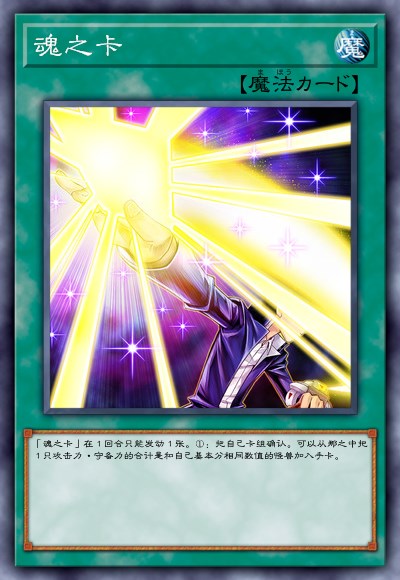 魂之卡
魔
【魔法カード】
ま ほう
「魂之卡」在１回合只能发动１张。①：把自己卡组确认。可以从那之中把
１只攻击力・守备力的合计是和自己基本分相同数值的怪兽加入手卡。